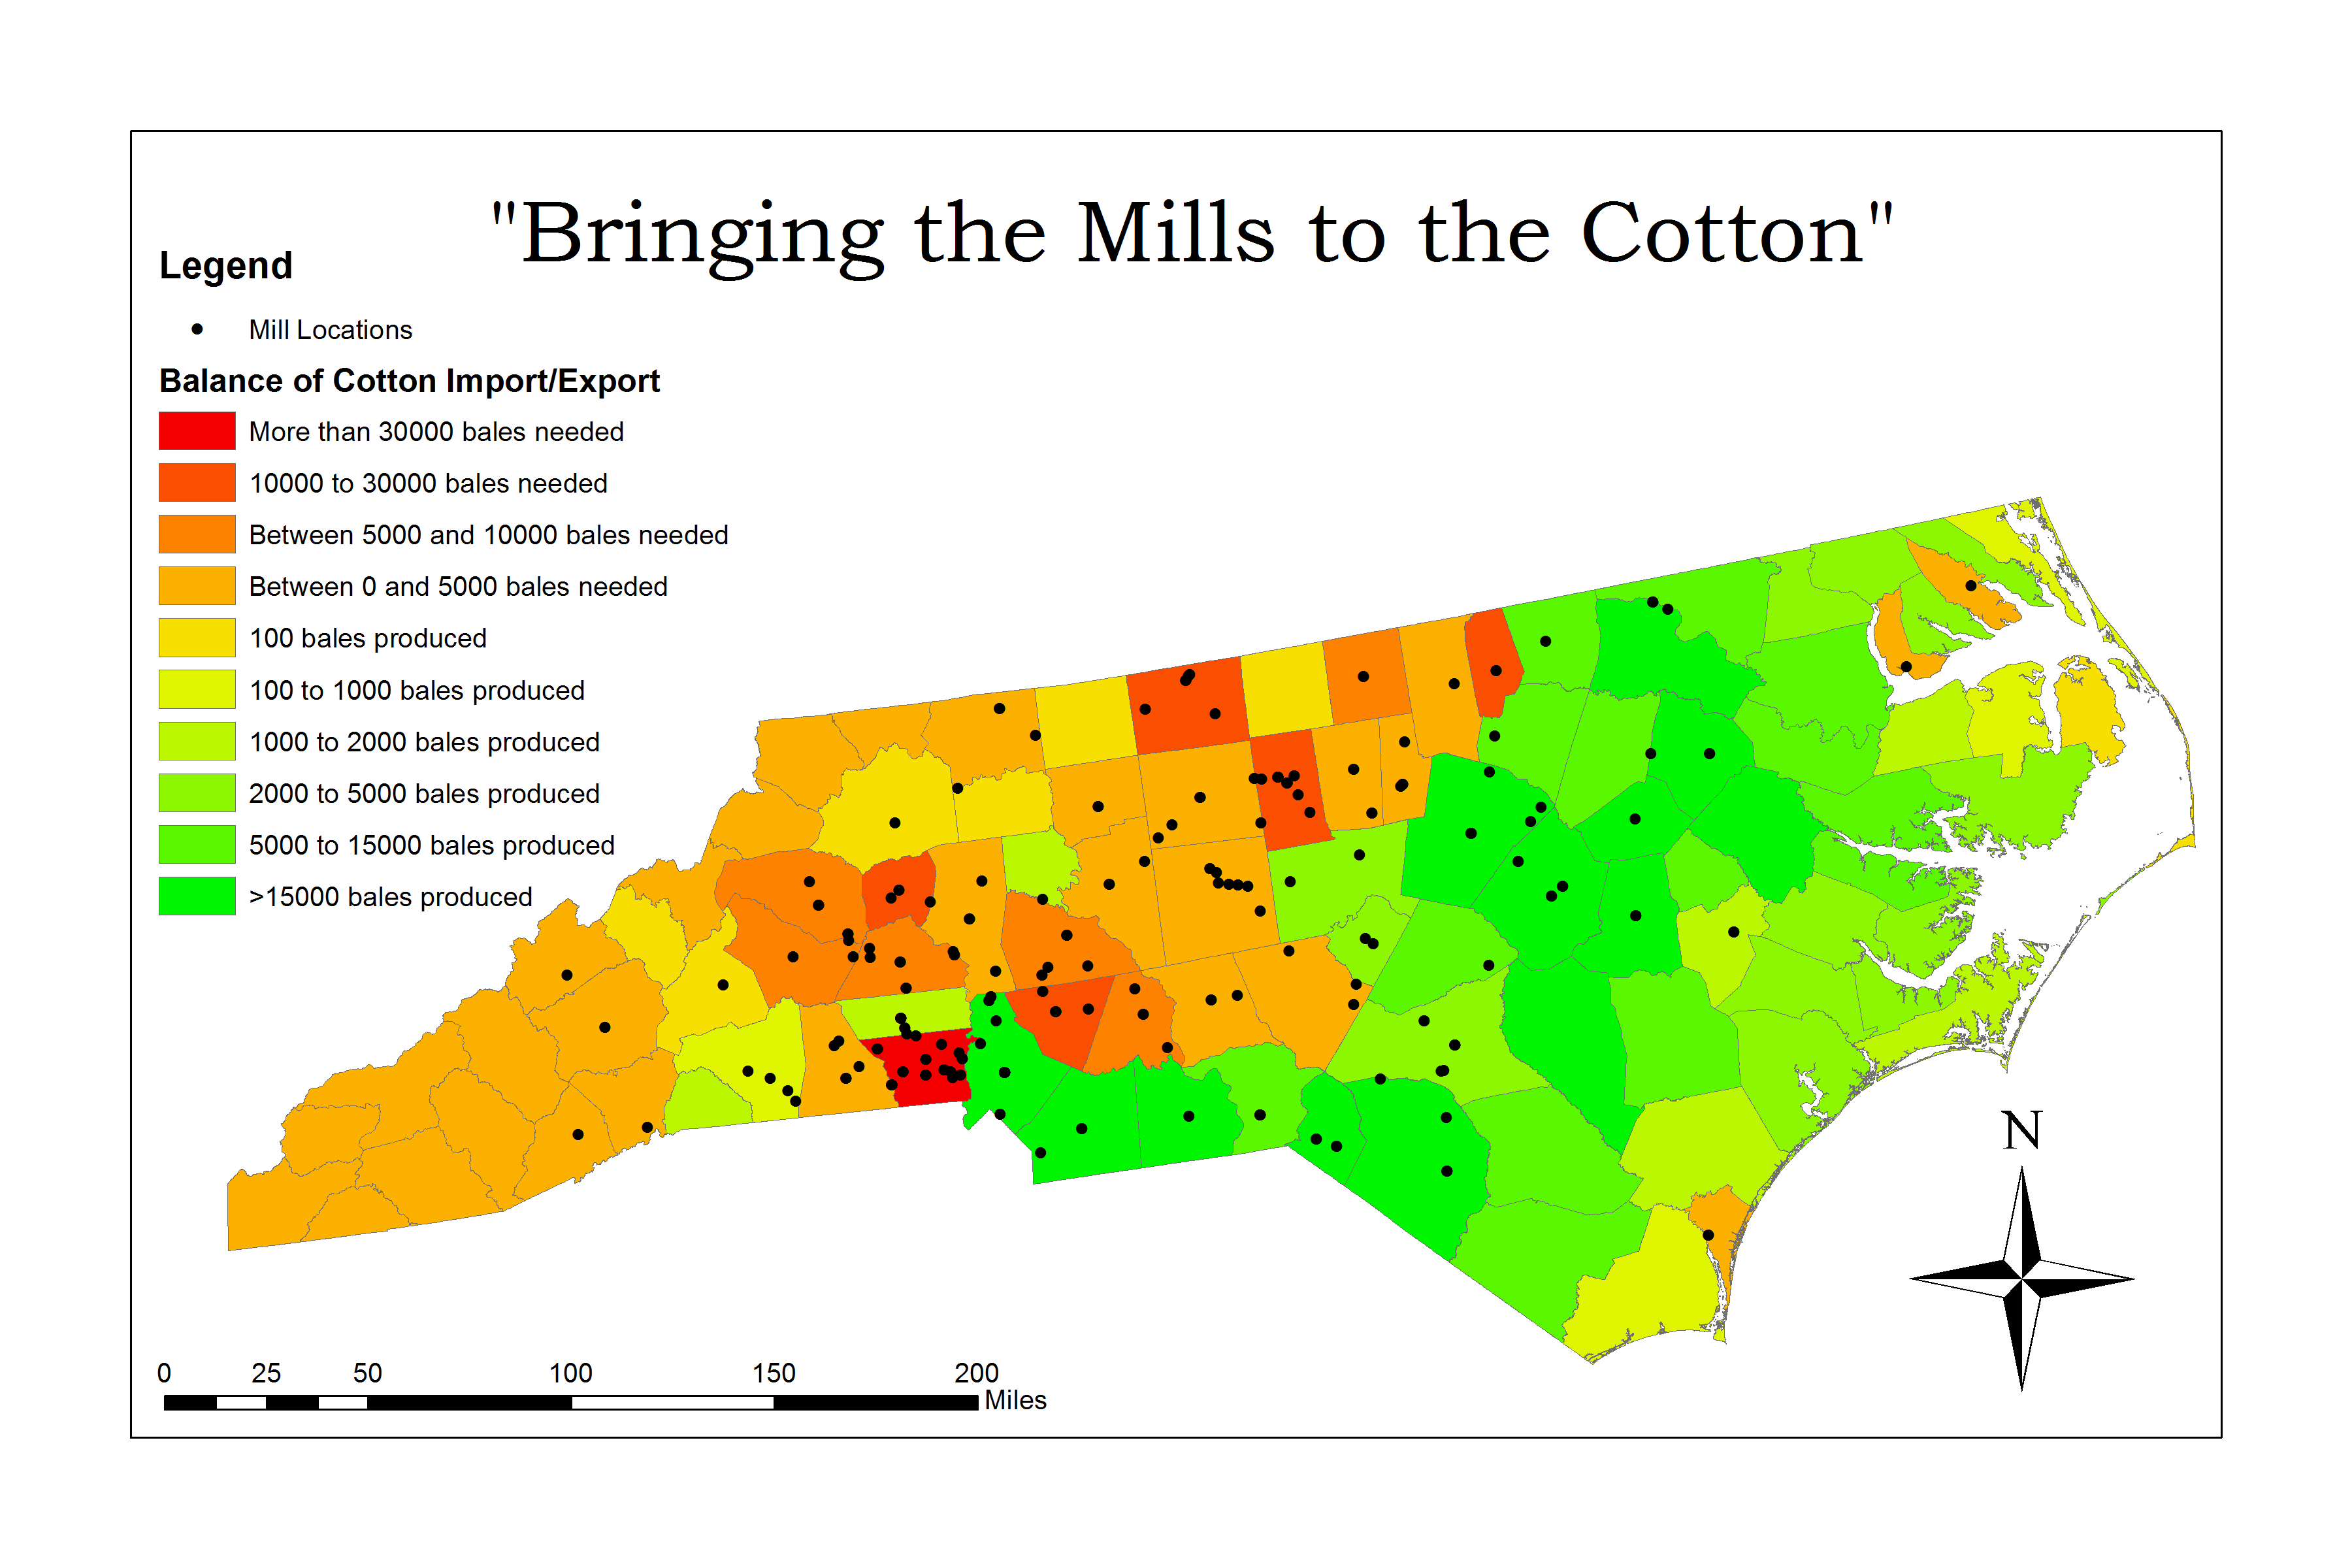 "Bringing the Mills to the Cotton"
Legend
Mill Locations
Balance of Cotton Import/Export
More than 30000 bales needed
10000 to 30000 bales needed
Between 5000 and 10000 bales needed
Between 0 and 5000 bales needed
100 bales produced
100 to 1000 bales produced
1000 to 2000 bales produced
2000 to 5000 bales produced
5000 to 15000 bales produced
>15000 bales produced
N
0 25 50 100 150 200
Miles